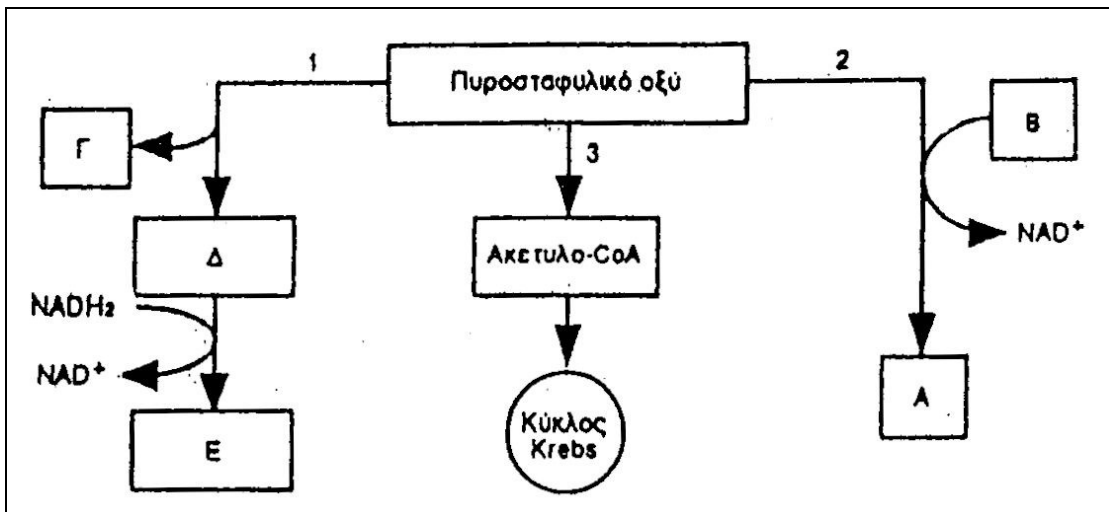 1
Πυροσταφυλικό οξύ
2
Γ
3
Β
Δ
Ακετυλο-CoA
NAD⁺
NADH₂
NAD⁺
Ε
Κύκλος
Krebs
Α